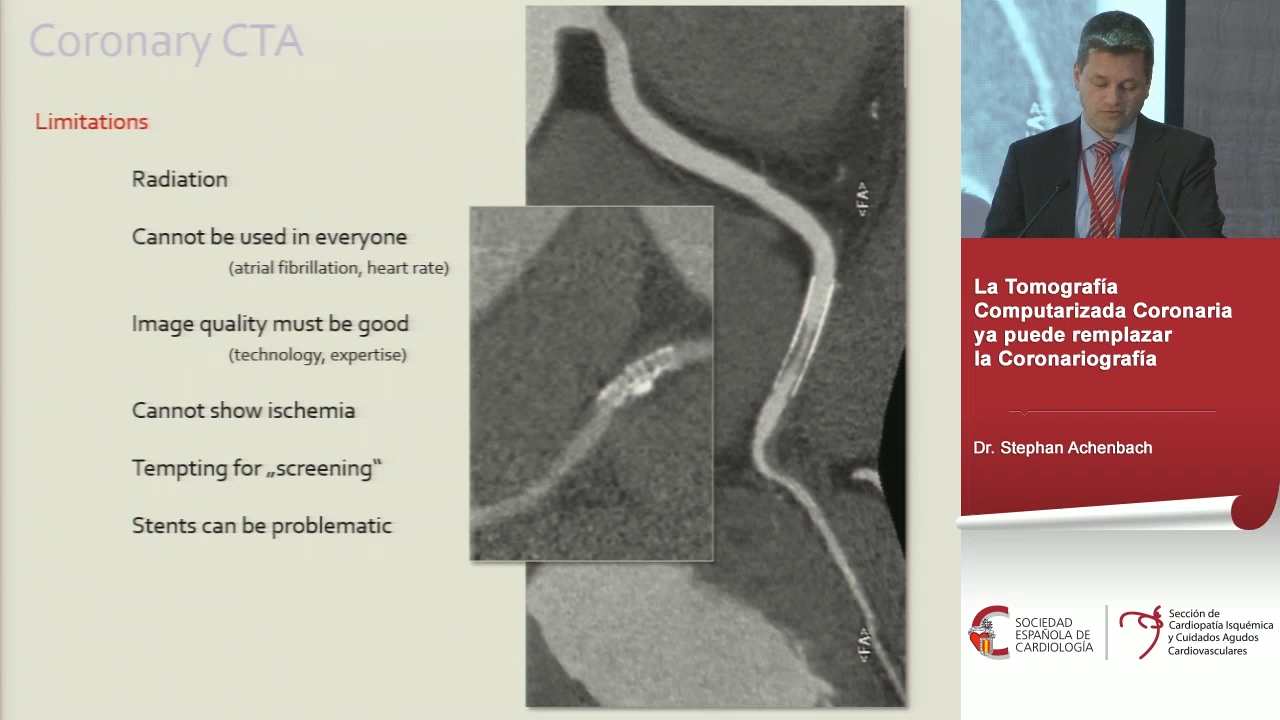 Coronary CTA
Limitations
Radiation
Cannot be used in everyone
(atrial fibrillation, heart rate)
Image quality must be good
(technology, expertise)
Cannot show ischemia
Tempting for „screening“
Stents can be problematic
<FA>
<FA>
La Tomografía
Computarizada Coronaria
ya puede remplazar
la Coronariografía
Dr. Stephan Achenbach
SOCIEDAD
ESPAÑOLA DE
CARDIOLOGÍA
Sección de
Cardiopatía Isquémica
y Cuidados Agudos
Cardiovasculares